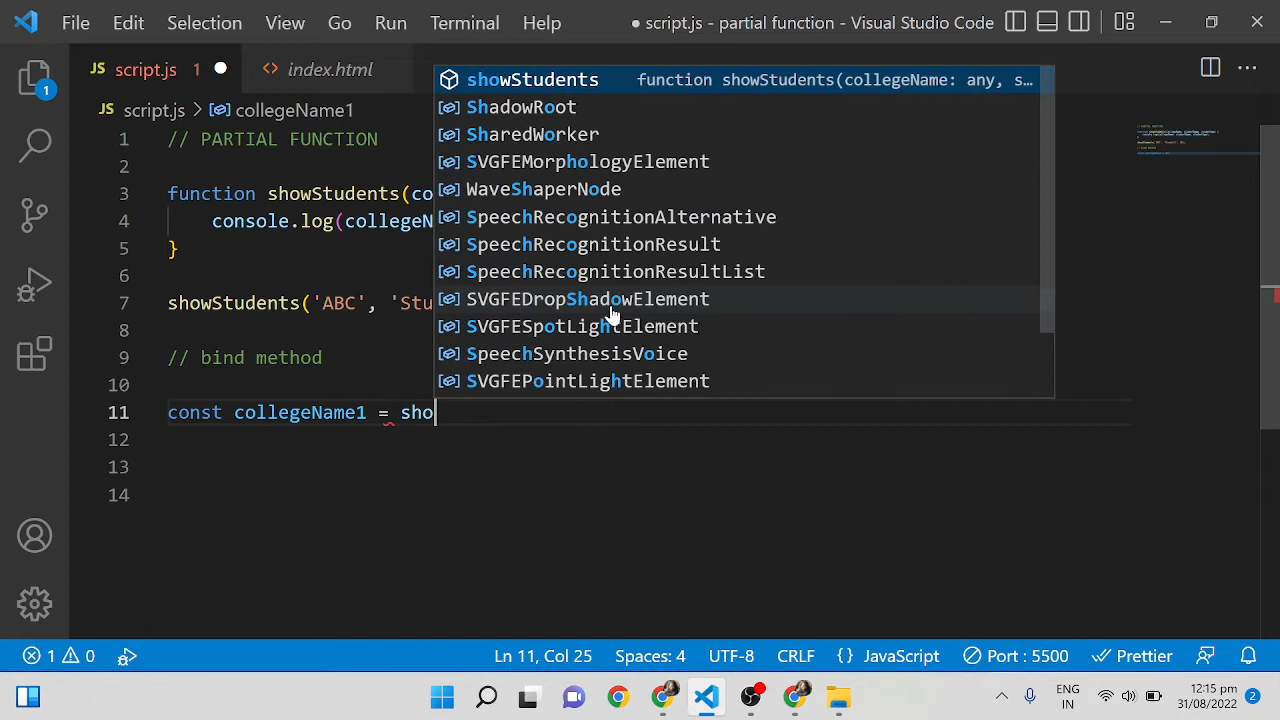 File Edit Selection View Go Run Terminal Help ● script.js - partial function - Visual Studio Code
JS script.js 1 ● <> index.html ...
JS script.js > collegeName1
1 // PARTIAL FUNCTION
2
3 function showStudents(co
4 console.log(collegeN
5 }
6
7 showStudents('ABC', 'Stu
8
9 // bind method
10
11 const collegeName1 = sho
12
13
14
showStudents function showStudents(collegeName: any, s...
ShadowRoot
SharedWorker
SVGFEMorphologyElement
WaveShaperNode
SpeechRecognitionAlternative
SpeechRecognitionResult
SpeechRecognitionResultList
SVGFEDropShadowElement
SVGFESpotLightElement
SpeechSynthesisVoice
SVGFEPointLightElement
1
1 0 Ln 11, Col 25 Spaces: 4 UTF-8 CRLF {} JavaScript Port : 5500 Prettier
ENG 12:15 pm
IN 31/08/2022 2